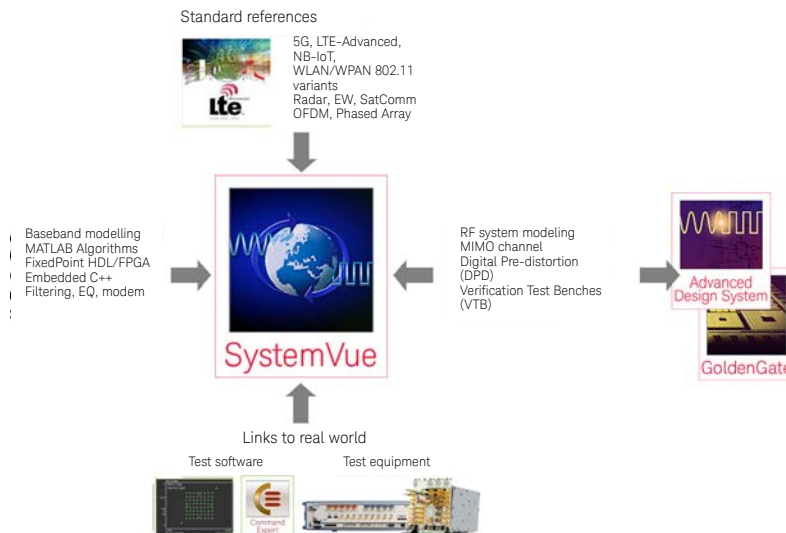 Standard references
5G, LTE-Advanced,
NB-IoT,
WLAN/WPAN 802.11
variants
Radar, EW, SatComm
OFDM, Phased Array
Lte
Baseband modelling
MATLAB Algorithms
FixedPoint HDL/FPGA
Embedded C++
Filtering, EQ, modem
SystemVue
RF system modeling
MIMO channel
Digital Pre-distortion
(DPD)
Verification Test Benches
(VTB)
Advanced
Design System
GoldenGate
Links to real world
Test software
Test equipment
Command
Expert